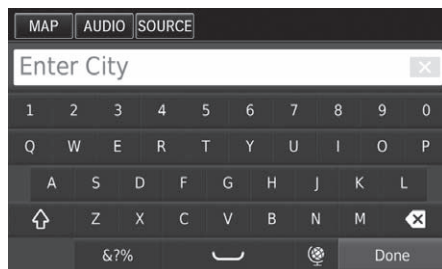 MAP AUDIO SOURCE
Enter City
1 2 3 4 5 6 7 8 9 0
Q W E R T Y U I O P
A S D F G H J K L
Z X C V B N M
&?% Done